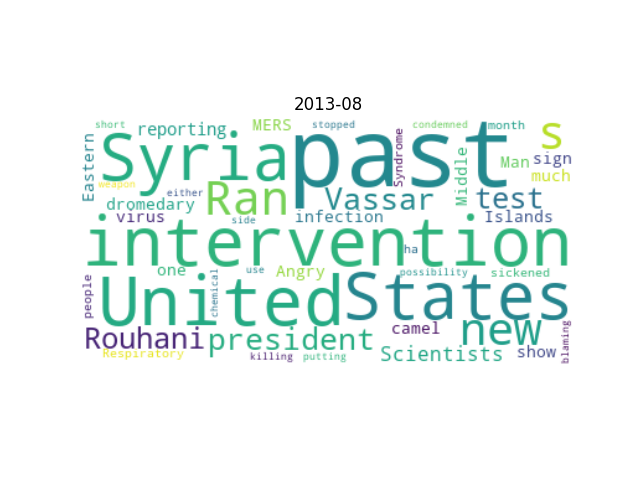 2013-08
short reporting MERS stopped condemned month s
Eastern Syria past Syndrome Middle Man sign
weapon either Ran Vassar test much
dromedary virus side infection Islands
intervention ha
people one chemical use Angry possibility sickened
United States new
Rouhani president camel Scientists show blaming
Respiratory killing putting